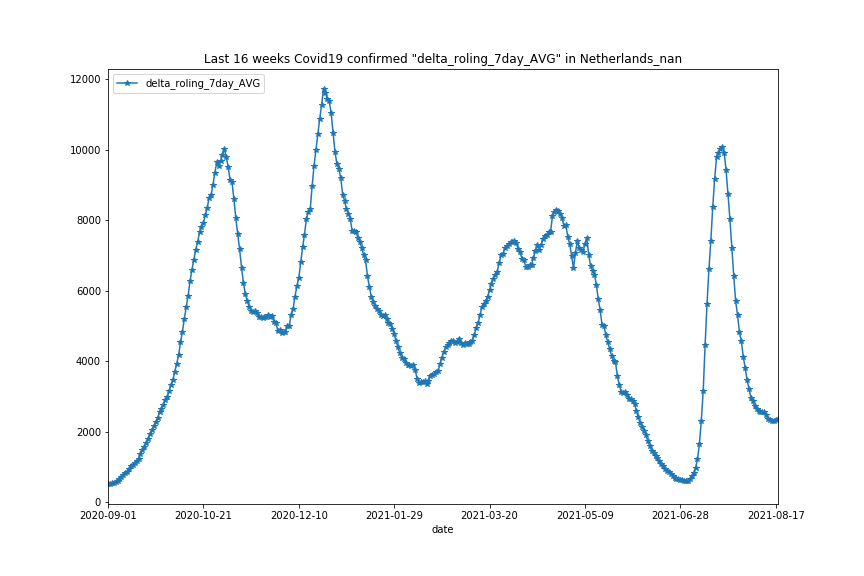 Last 16 weeks Covid19 confirmed "delta_roling_7day_AVG" in Netherlands_nan
delta_roling_7day_AVG
12000
10000
8000
6000
4000
2000
0
2020-09-01 2020-10-21 2020-12-10 2021-01-29 2021-03-20 2021-05-09 2021-06-28 2021-08-17
date